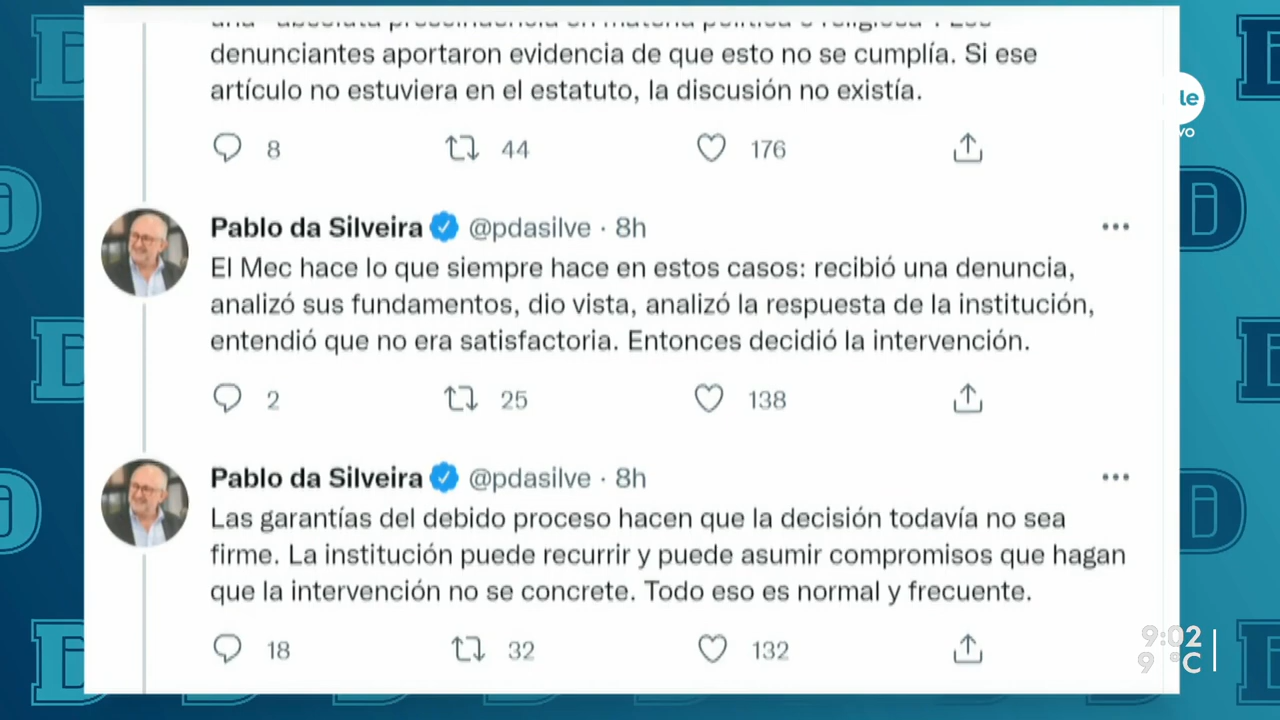 denunciantes aportaron evidencia de que esto no se cumplía. Si ese
artículo no estuviera en el estatuto, la discusión no existía.
8 44 176
Pablo da Silveira @pdasilve · 8h
El Mec hace lo que siempre hace en estos casos: recibió una denuncia,
analizó sus fundamentos, dio vista, analizó la respuesta de la institución,
entendió que no era satisfactoria. Entonces decidió la intervención.
2 25 138
Pablo da Silveira @pdasilve · 8h
Las garantías del debido proceso hacen que la decisión todavía no sea
firme. La institución puede recurrir y puede asumir compromisos que hagan
que la intervención no se concrete. Todo eso es normal y frecuente.
18 32 132
9:02
9 °C